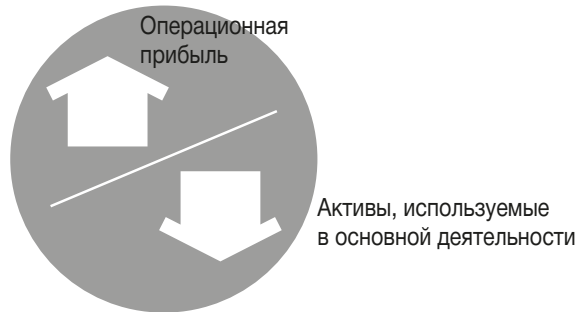 Операционная
прибыль
Активы, используемые
в основной деятельности